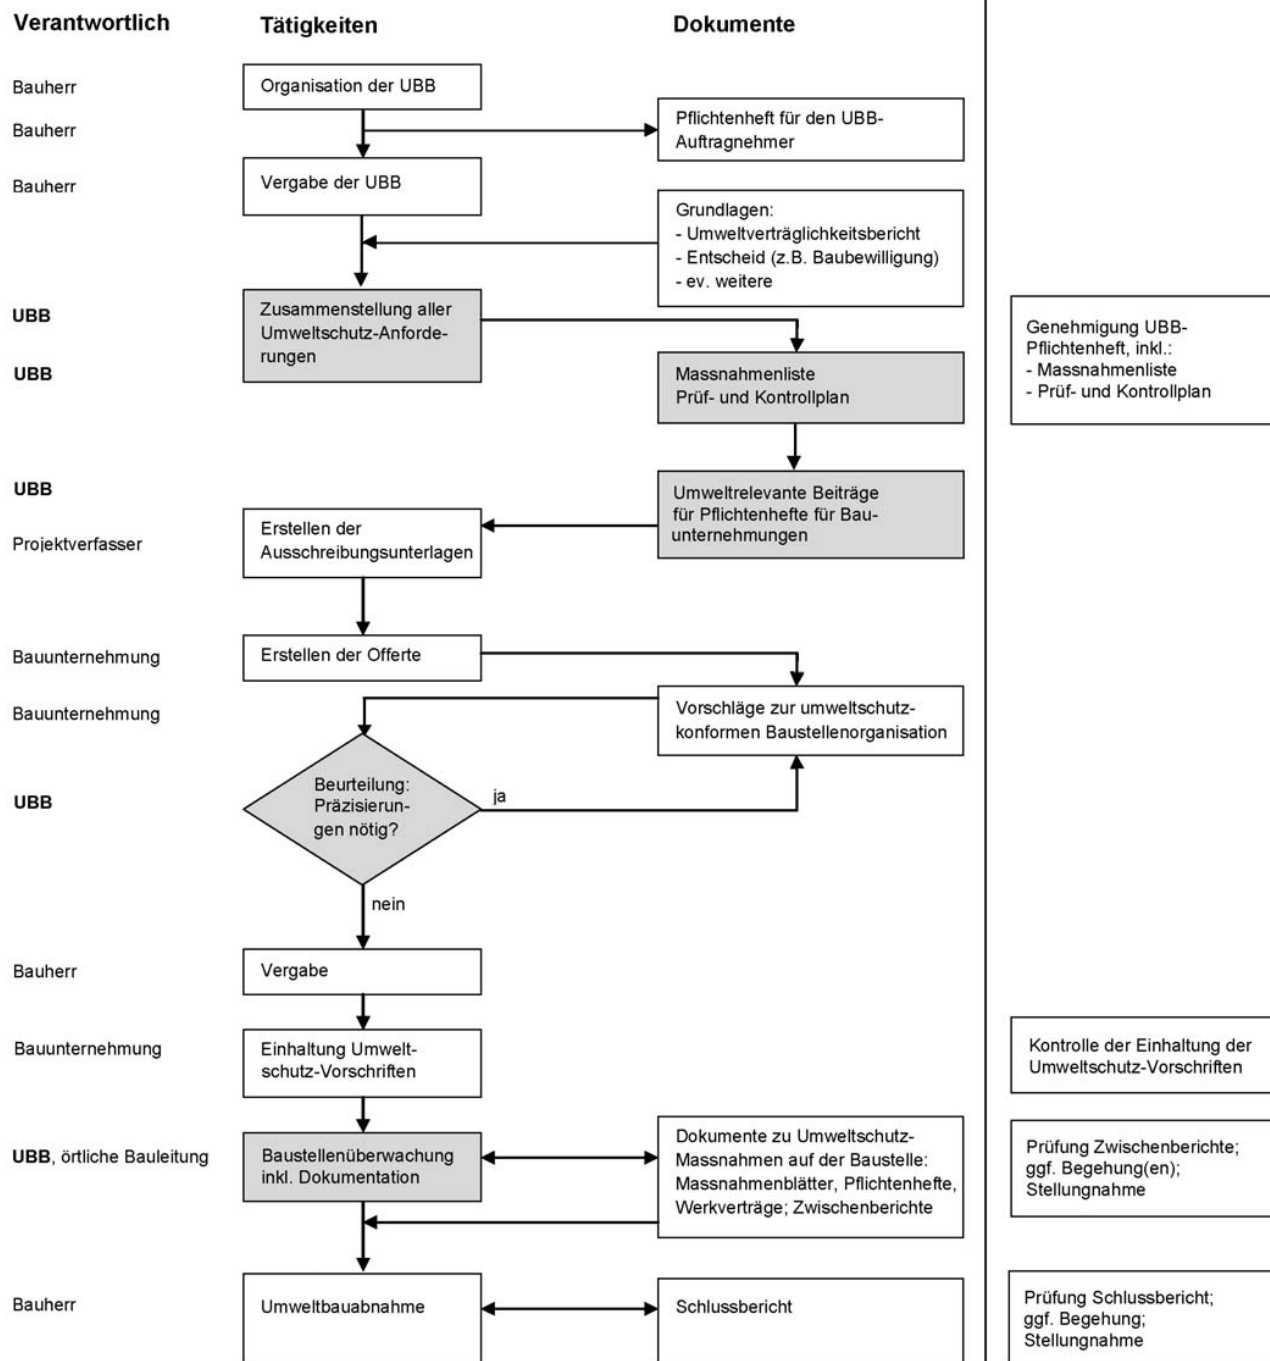 Verantwortlich
Tätigkeiten
Dokumente
Bauherr
Organisation der UBB
Bauherr
Pflichtenheft für den UBB-
Auftragnehmer
Bauherr
Vergabe der UBB
Grundlagen:
- Umweltverträglichkeitsbericht
- Entscheid (z.B. Baubewilligung)
- ev. weitere
UBB
Zusammenstellung aller
Umweltschutz-Anforde-
rungen
Genehmigung UBB-
Pflichtenheft, inkl.:
- Massnahmenliste
- Prüf- und Kontrollplan
UBB
Massnahmenliste
Prüf- und Kontrollplan
UBB
Umweltrelevante Beiträge
für Pflichtenhefte für Bau-
unternehmungen
Projektverfasser
Erstellen der
Ausschreibungsunterlagen
Bauunternehmung
Erstellen der Offerte
Bauunternehmung
Vorschläge zur umweltschutz-
konformen Baustellenorganisation
UBB
Beurteilung:
Präzisierun-
gen nötig?
ja
nein
Bauherr
Vergabe
Bauunternehmung
Einhaltung Umwelt-
schutz-Vorschriften
Kontrolle der Einhaltung der
Umweltschutz-Vorschriften
UBB, örtliche Bauleitung
Baustellenüberwachung
inkl. Dokumentation
Dokumente zu Umweltschutz-
Massnahmen auf der Baustelle:
Massnahmenblätter, Pflichtenhefte,
Werkverträge; Zwischenberichte
Prüfung Zwischenberichte;
ggf. Begehung(en);
Stellungnahme
Bauherr
Umweltbauabnahme
Schlussbericht
Prüfung Schlussbericht;
ggf. Begehung;
Stellungnahme